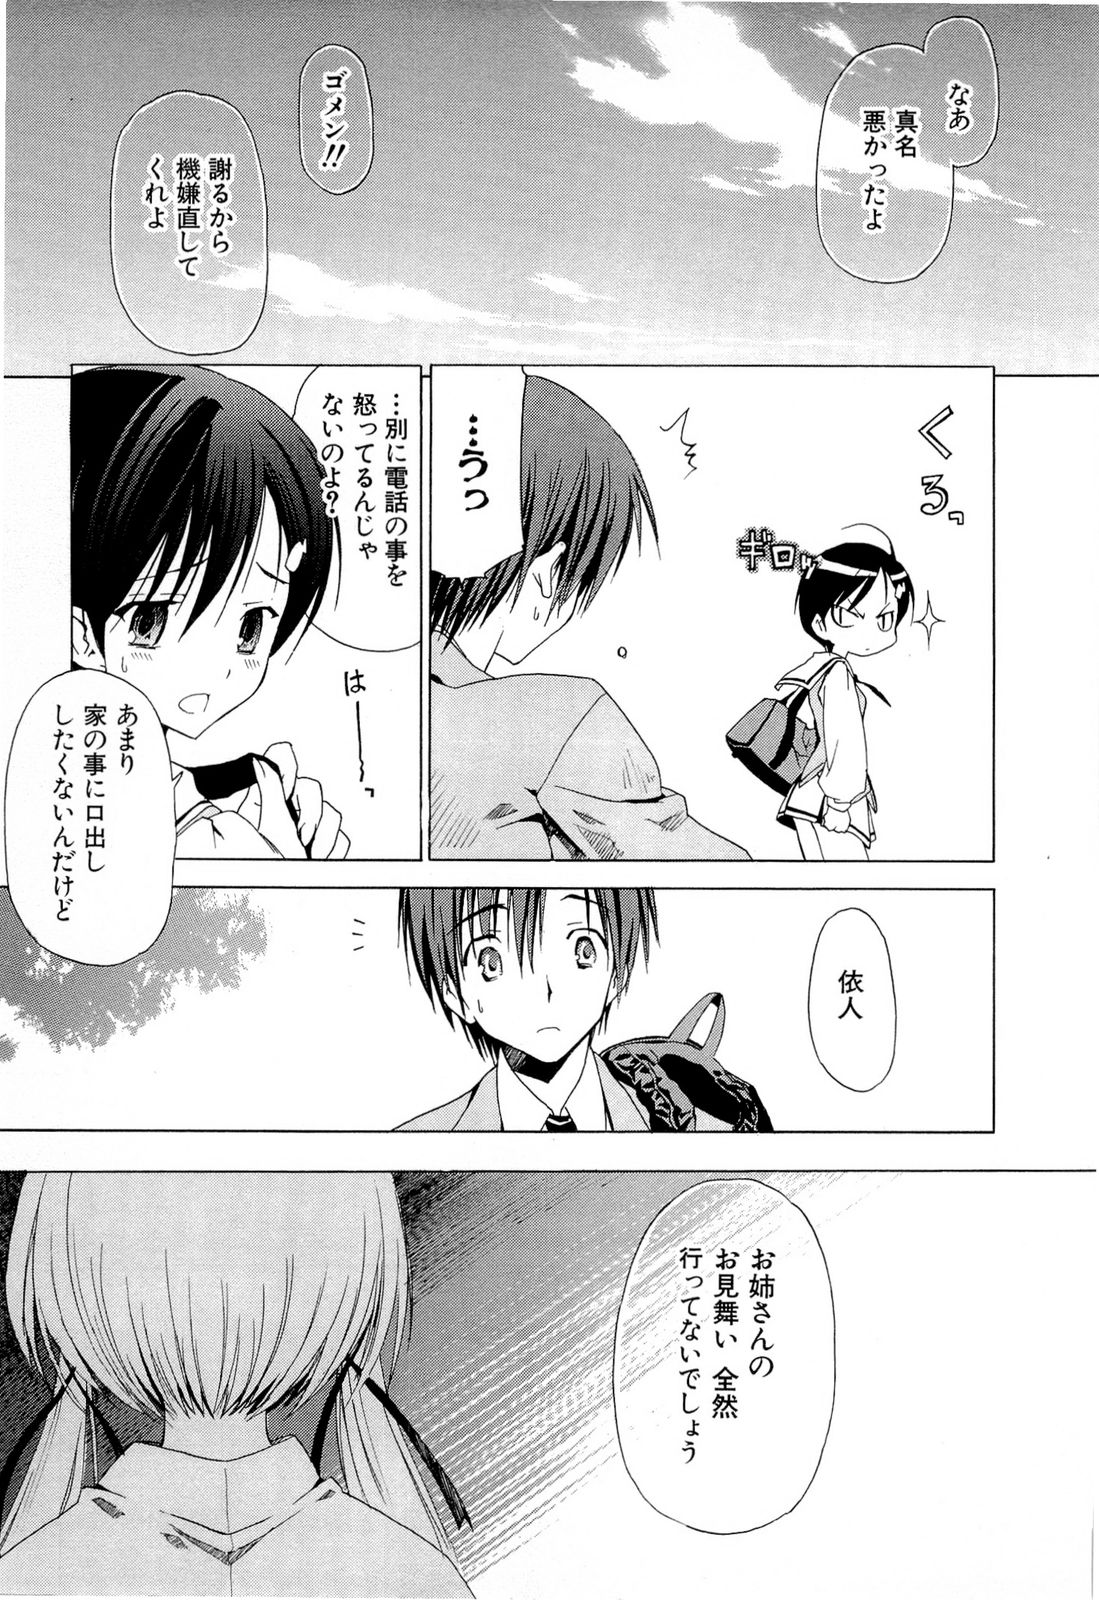 なあ
真名
悪かったよ
ゴメン!!
謝るから
機嫌直して
くれよ
くるっ
ギロッ
…うっ
…別に電話の事を
怒ってるんじゃ
ないのよ?
はーっ
あまり
家の事に口出し
したくないんだけど
依人
お姉さんの
お見舞い 全然
行ってないでしょう